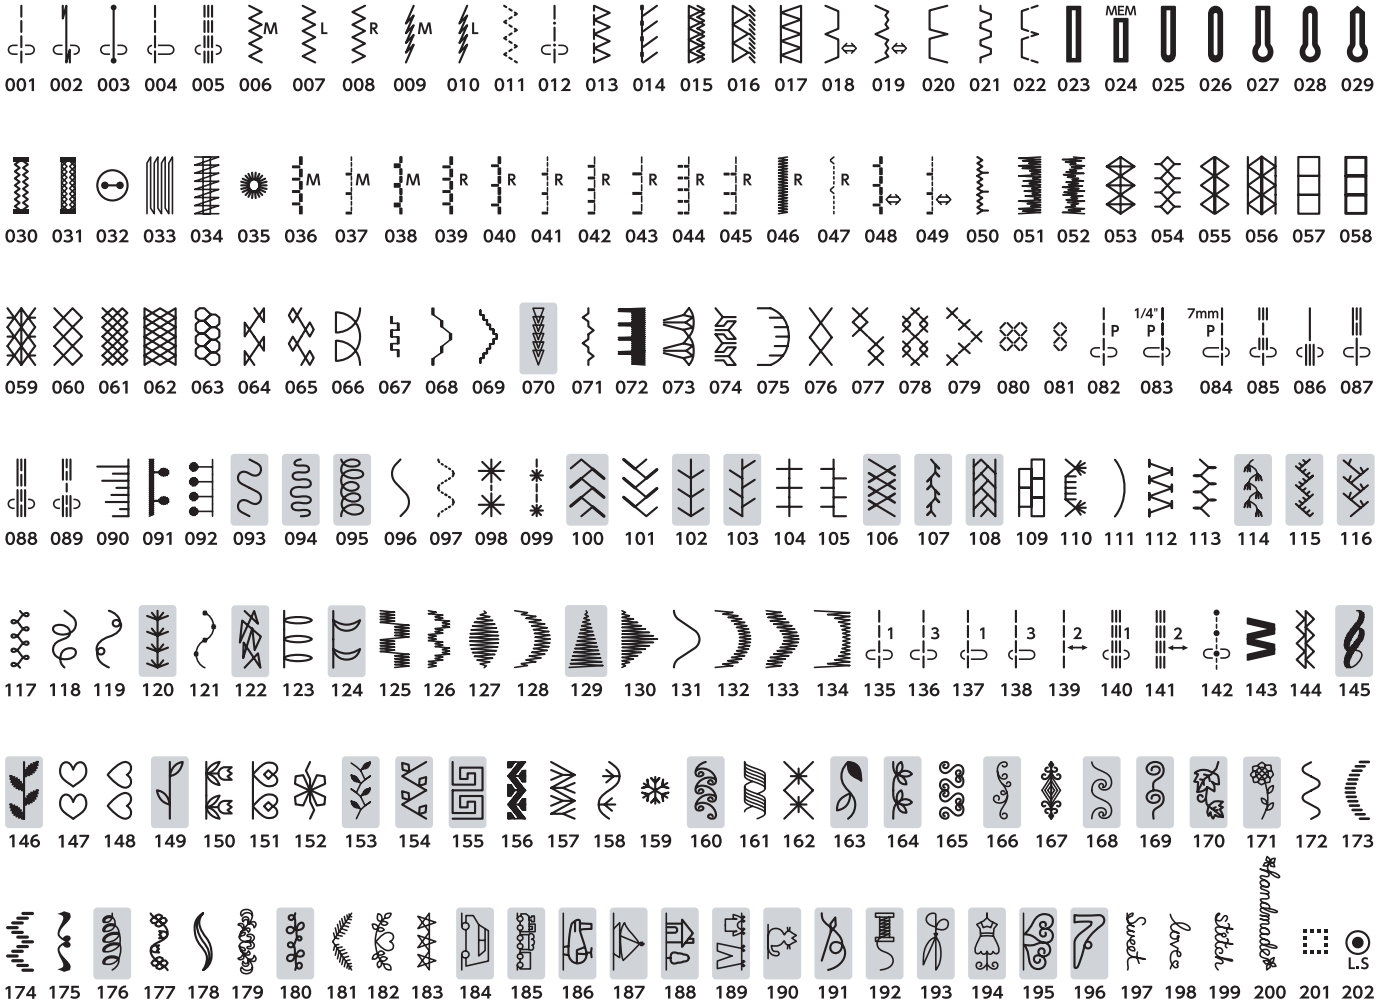 M L R M L MEM
001 002 003 004 005 006 007 008 009 010 011 012 013 014 015 016 017 018 019 020 021 022 023 024 025 026 027 028 029
M M M R R R R R R R R R
030 031 032 033 034 035 036 037 038 039 040 041 042 043 044 045 046 047 048 049 050 051 052 053 054 055 056 057 058
P 1/4" P 7mm P
059 060 061 062 063 064 065 066 067 068 069 070 071 072 073 074 075 076 077 078 079 080 081 082 083 084 085 086 087
088 089 090 091 092 093 094 095 096 097 098 099 100 101 102 103 104 105 106 107 108 109 110 111 112 113 114 115 116
1 3 1 3 2 1 2
117 118 119 120 121 122 123 124 125 126 127 128 129 130 131 132 133 134 135 136 137 138 139 140 141 142 143 144 145
146 147 148 149 150 151 152 153 154 155 156 157 158 159 160 161 162 163 164 165 166 167 168 169 170 171 172 173
Sweet love stitch handmade L.S
174 175 176 177 178 179 180 181 182 183 184 185 186 187 188 189 190 191 192 193 194 195 196 197 198 199 200 201 202